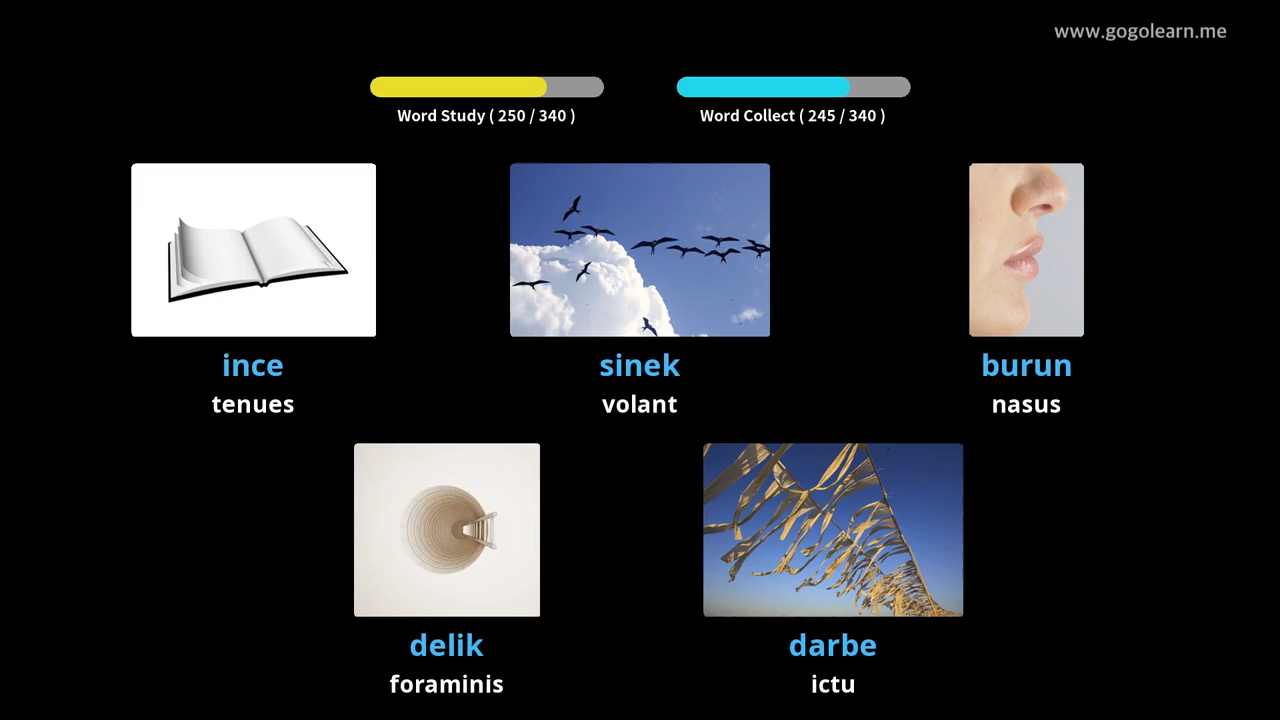 www.gogolearn.me
Word Study ( 250 / 340 )
Word Collect ( 245 / 340 )
ince
tenues
sinek
volant
burun
nasus
delik
foraminis
darbe
ictu